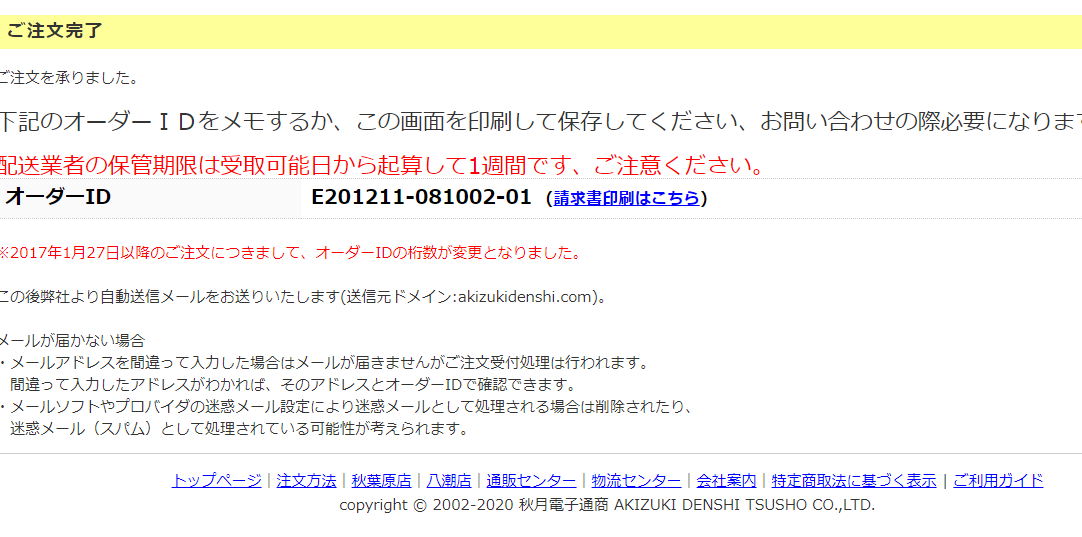 ご注文完了
ご注文を承りました。
下記のオーダーＩＤをメモするか、この画面を印刷して保存してください、お問い合わせの際必要になります
配送業者の保管期限は受取可能日から起算して1週間です、ご注意ください。
オーダーID E201211-081002-01 (請求書印刷はこちら)
※2017年1月27日以降のご注文につきまして、オーダーIDの桁数が変更となりました。
この後弊社より自動送信メールをお送りいたします(送信元ドメイン:akizukidenshi.com)。
メールが届かない場合
・メールアドレスを間違って入力した場合はメールが届きませんがご注文受付処理は行われます。
間違って入力したアドレスがわかれば、そのアドレスとオーダーIDで確認できます。
・メールソフトやプロバイダの迷惑メール設定により迷惑メールとして処理される場合は削除されたり、
迷惑メール（スパム）として処理されている可能性が考えられます。
トップページ | 注文方法 | 秋葉原店 | 八潮店 | 通販センター | 物流センター | 会社案内 | 特定商取法に基づく表示 | ご利用ガイド
copyright © 2002-2020 秋月電子通商 AKIZUKI DENSHI TSUSHO CO.,LTD.